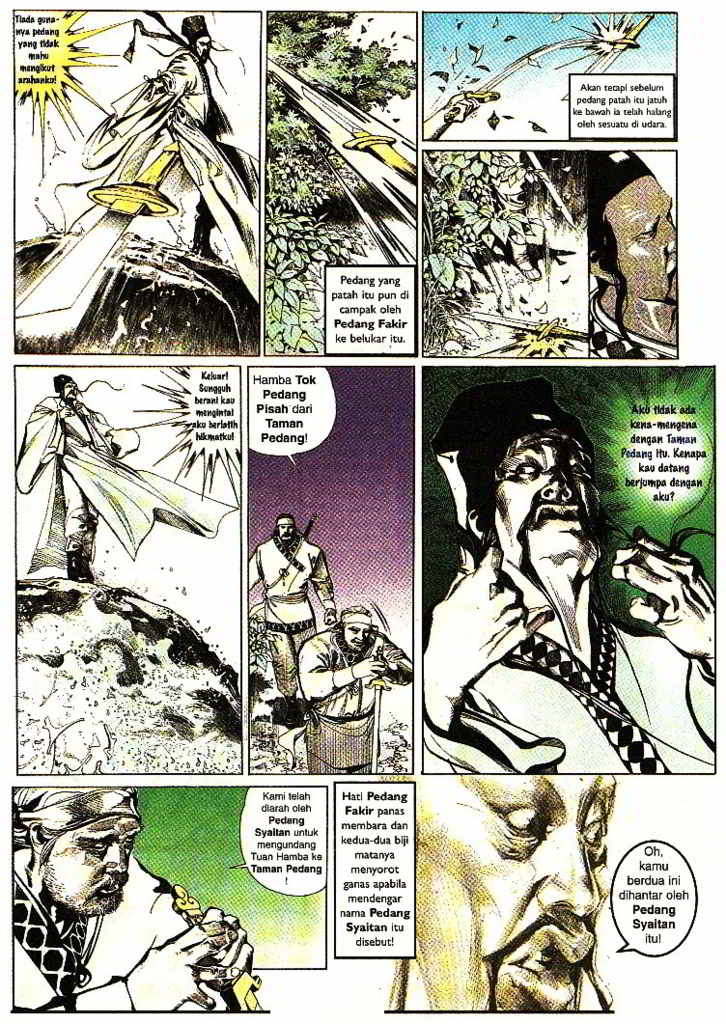 Tiada guna-
nya pedang
yang tidak
mahu
mengikut
arahanku!
Pedang yang
patah itu pun di
campak oleh
Pedang Fakir
ke belukar itu.
Akan tetapi sebelum
pedang patah itu jatuh
ke bawah ia telah halang
oleh sesuatu di udara.
Keluar!
Sungguh
berani kau
mengintai
aku berlatih
hikmatku!
Hamba Tok
Pedang
Pisah dari
Taman
Pedang!
Aku tidak ada
kena-mengena
dengan Taman
Pedang Itu. Kenapa
kau datang
berjumpa dengan
aku?
Kami telah
diarah oleh
Pedang
Syaitan untuk
mengundang
Tuan Hamba ke
Taman Pedang
!
Hati Pedang
Fakir panas
membara dan
kedua-dua biji
matanya
menyorot
ganas apabila
mendengar
nama Pedang
Syaitan itu
disebut!
Oh,
kamu
berdua ini
dihantar oleh
Pedang
Syaitan
itu!